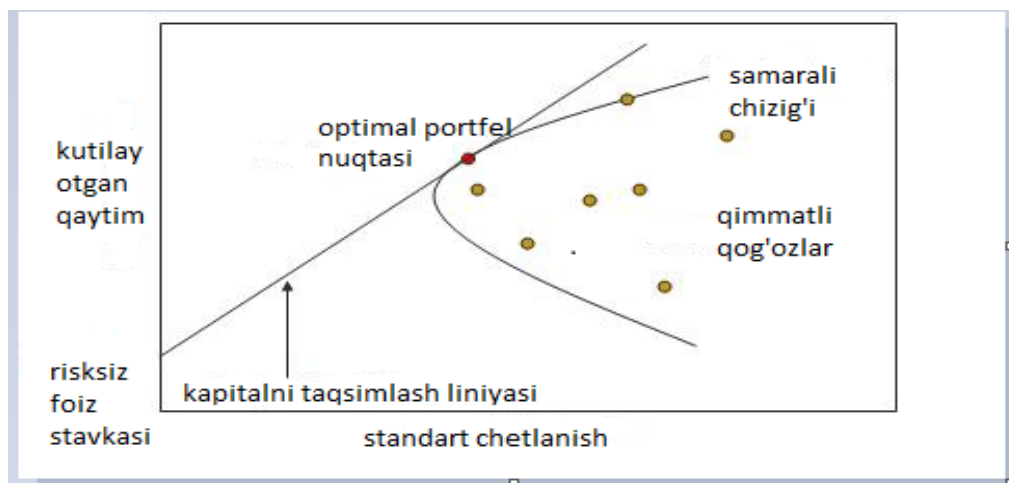 samarali
chizig'i
optimal portfel
nuqtasi
kutilay
otgan
qaytim
qimmatli
qog'ozlar
risksiz
foiz
stavkasi
kapitalni taqsimlash liniyasi
standart chetlanish